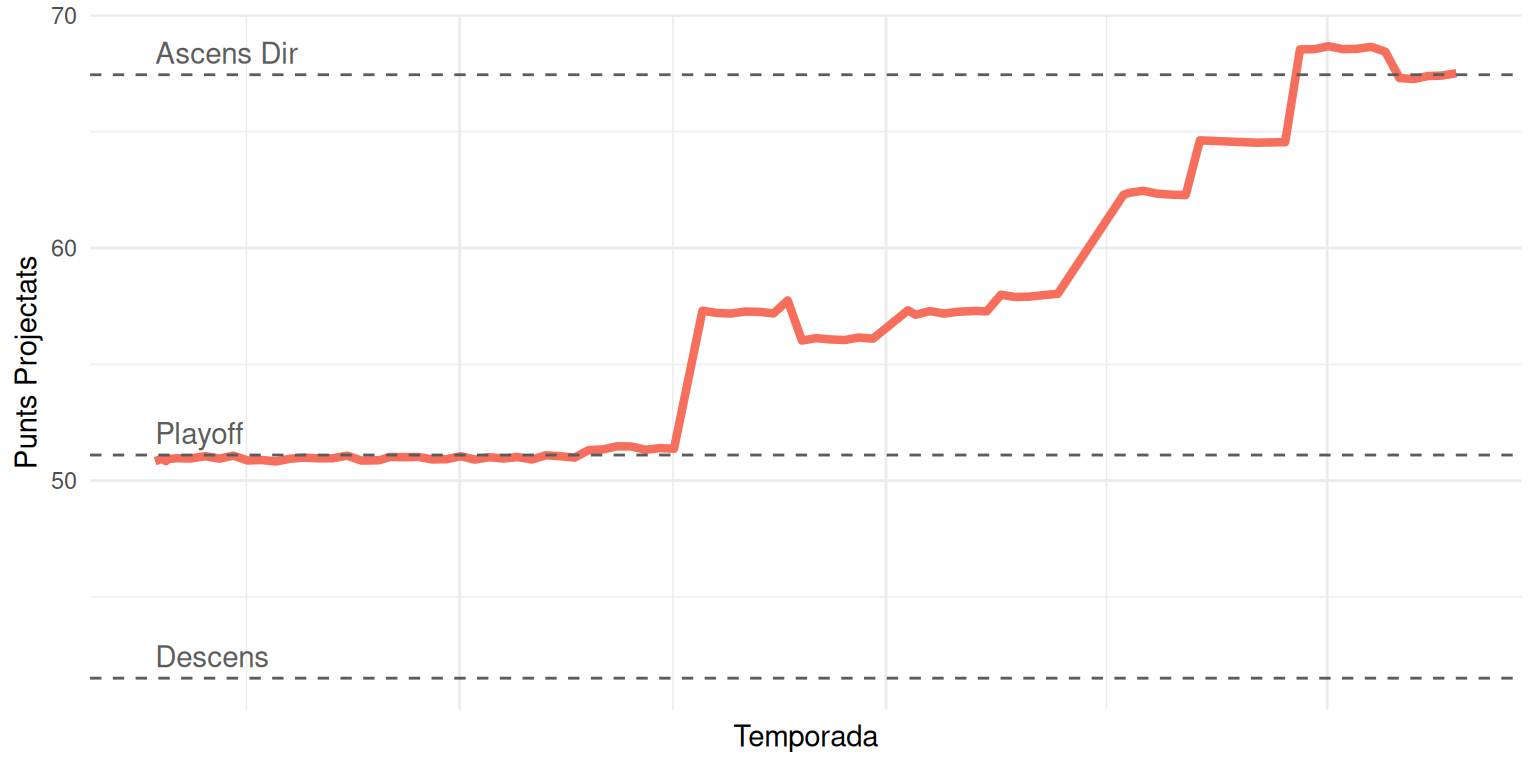 70
Ascens Dir
60
Punts Projectats
Playoff
50
Descens
Temporada